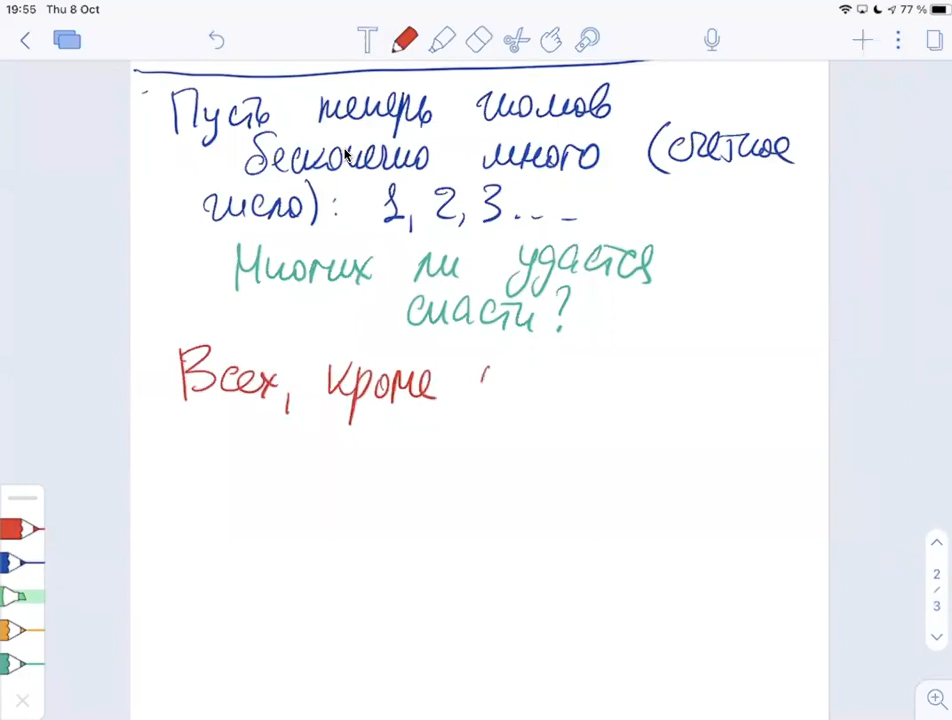 19:55 Thu 8 Oct
77 %
Пусть теперь гномов
бесконечно много (счетное
число): 1, 2, 3...
Многих ли удастся
спасти?
Всех, кроме
2
/
3